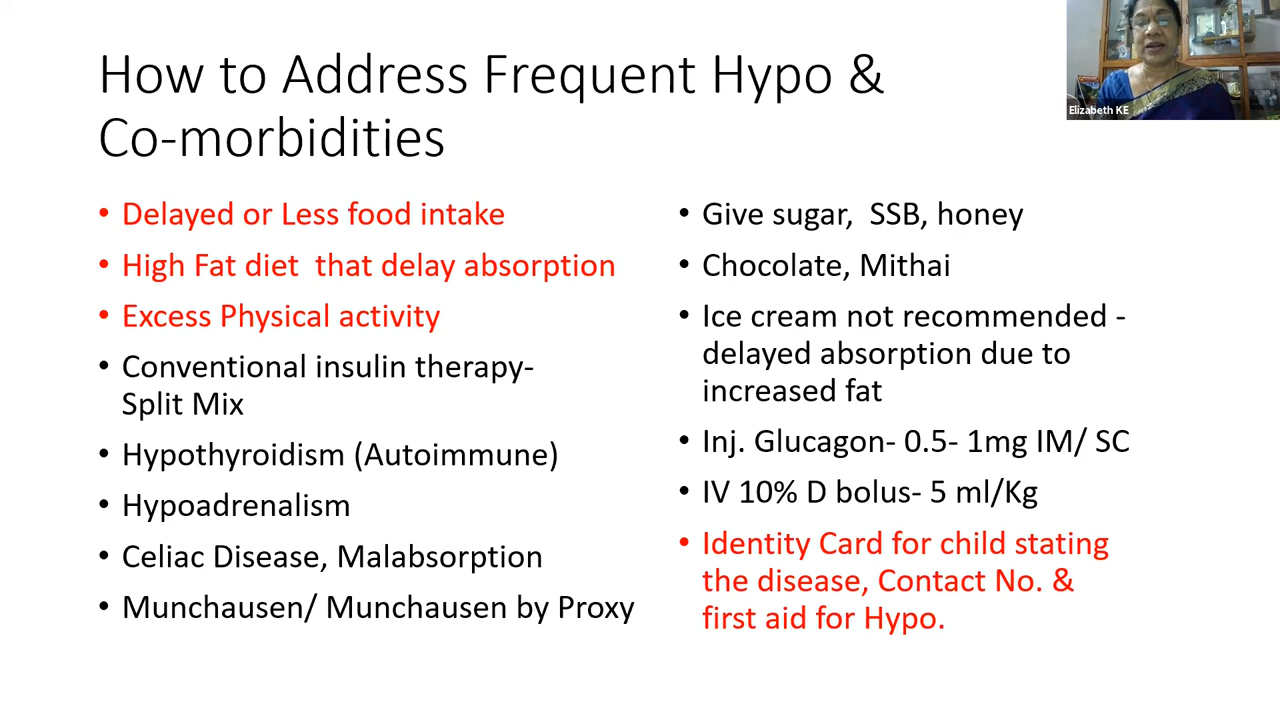 How to Address Frequent Hypo &
Co-morbidities
• Delayed or Less food intake
• High Fat diet  that delay absorption
• Excess Physical activity
• Conventional insulin therapy-
Split Mix
• Hypothyroidism (Autoimmune)
• Hypoadrenalism
• Celiac Disease, Malabsorption
• Munchausen/ Munchausen by Proxy
• Give sugar,  SSB, honey
• Chocolate, Mithai
• Ice cream not recommended -
delayed absorption due to
increased fat
• Inj. Glucagon- 0.5- 1mg IM/ SC
• IV 10% D bolus- 5 ml/Kg
• Identity Card for child stating
the disease, Contact No. &
first aid for Hypo.
Elizabeth KE